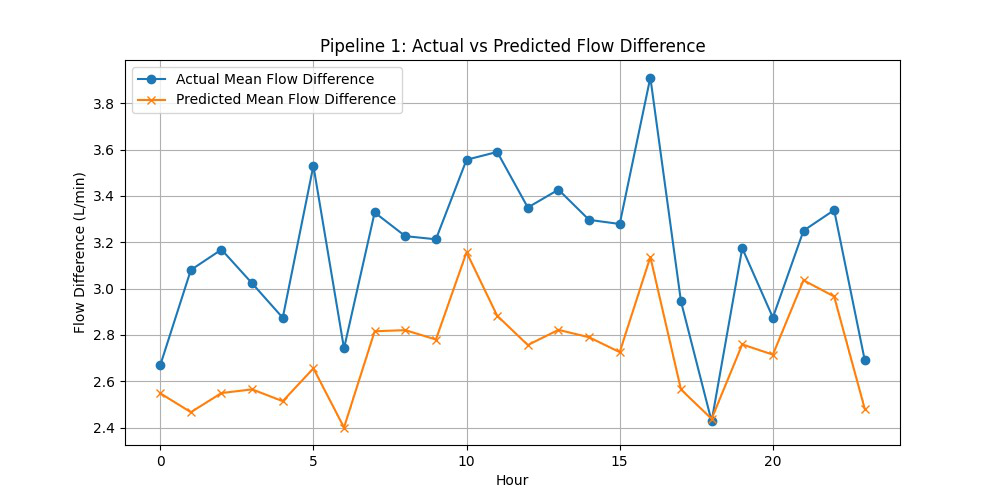 Pipeline 1: Actual vs Predicted Flow Difference
Actual Mean Flow Difference
Predicted Mean Flow Difference
Flow Difference (L/min)
3.8
3.6
3.4
3.2
3.0
2.8
2.6
2.4
0 5 10 15 20
Hour